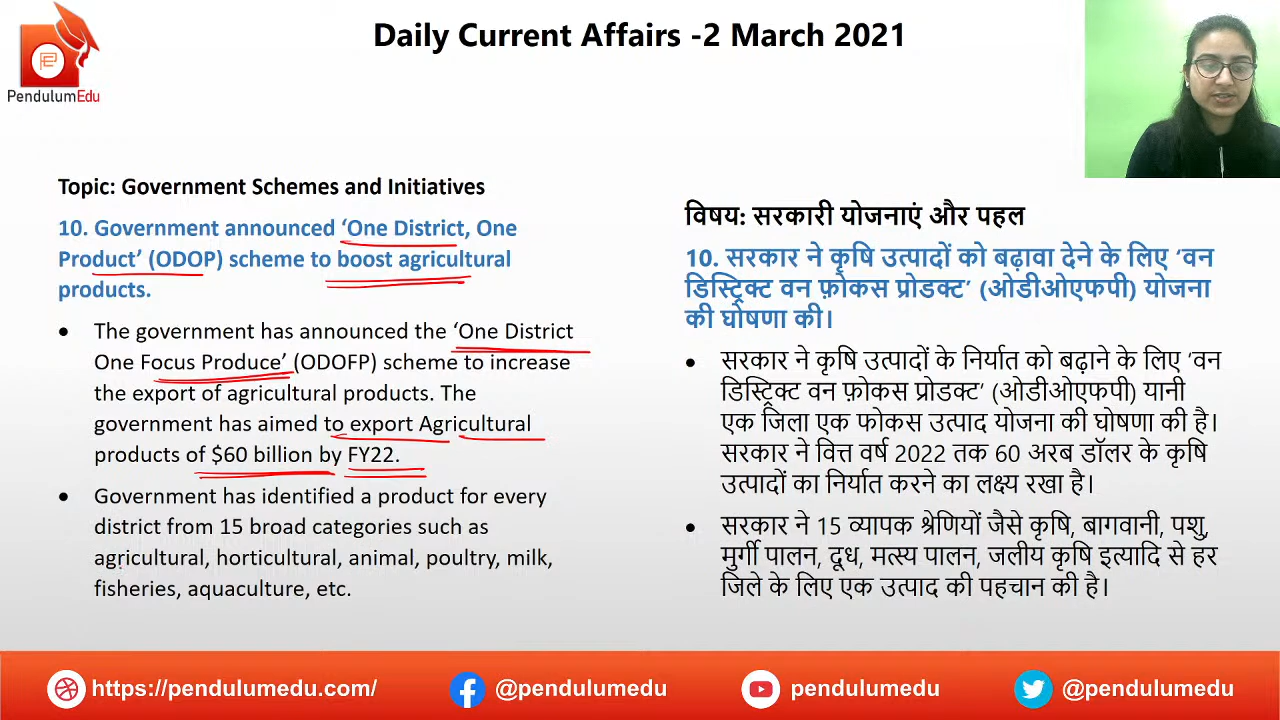 Daily Current Affairs -2 March 2021
PendulumEdu
Topic: Government Schemes and Initiatives
10. Government announced ‘One District, One
Product’ (ODOP) scheme to boost agricultural
products.
• The government has announced the ‘One District
One Focus Produce’ (ODOFP) scheme to increase
the export of agricultural products. The
government has aimed to export Agricultural
products of $60 billion by FY22.
• Government has identified a product for every
district from 15 broad categories such as
agricultural, horticultural, animal, poultry, milk,
fisheries, aquaculture, etc.
विषय: सरकारी योजनाएं और पहल
10. सरकार ने कृषि उत्पादों को बढ़ावा देने के लिए ‘वन
डिस्ट्रिक्ट वन फ़ोकस प्रोडक्ट’ (ओडीओएफपी) योजना
की घोषणा की।
• सरकार ने कृषि उत्पादों के निर्यात को बढ़ाने के लिए ‘वन
डिस्ट्रिक्ट वन फ़ोकस प्रोडक्ट’ (ओडीओएफपी) यानी
एक जिला एक फोकस उत्पाद योजना की घोषणा की है।
सरकार ने वित्त वर्ष 2022 तक 60 अरब डॉलर के कृषि
उत्पादों का निर्यात करने का लक्ष्य रखा है।
• सरकार ने 15 व्यापक श्रेणियों जैसे कृषि, बागवानी, पशु,
मुर्गी पालन, दूध, मत्स्य पालन, जलीय कृषि इत्यादि से हर
जिले के लिए एक उत्पाद की पहचान की है।
https://pendulumedu.com/
@pendulumedu
pendulumedu
@pendulumedu